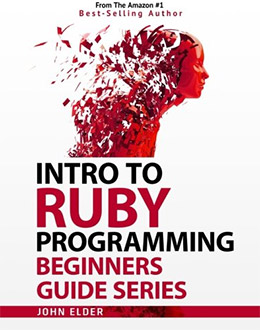 From The Amazon #1
Best-Selling Author
INTRO TO
RUBY
PROGRAMMING
BEGINNERS
GUIDE SERIES
JOHN ELDER